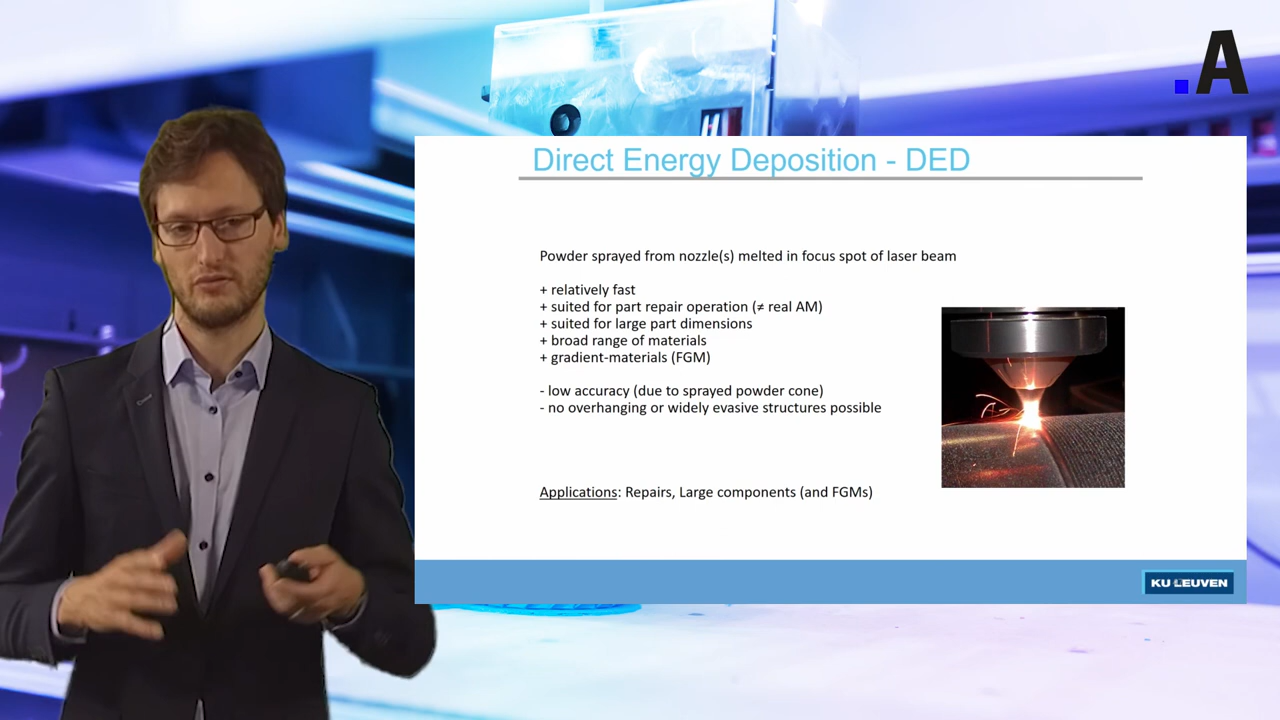 .A
Direct Energy Deposition - DED
Powder sprayed from nozzle(s) melted in focus spot of laser beam
+ relatively fast
+ suited for part repair operation (≠ real AM)
+ suited for large part dimensions
+ broad range of materials
+ gradient-materials (FGM)
- low accuracy (due to sprayed powder cone)
- no overhanging or widely evasive structures possible
Applications: Repairs, Large components (and FGMs)
KU LEUVEN